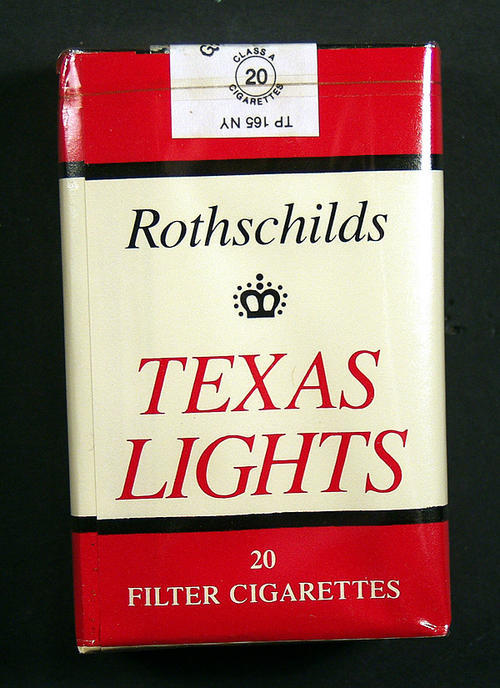 G
CLASS A
20
CIGARETTES
TP 165 NY
Rothschilds
TEXAS
LIGHTS
20
FILTER CIGARETTES